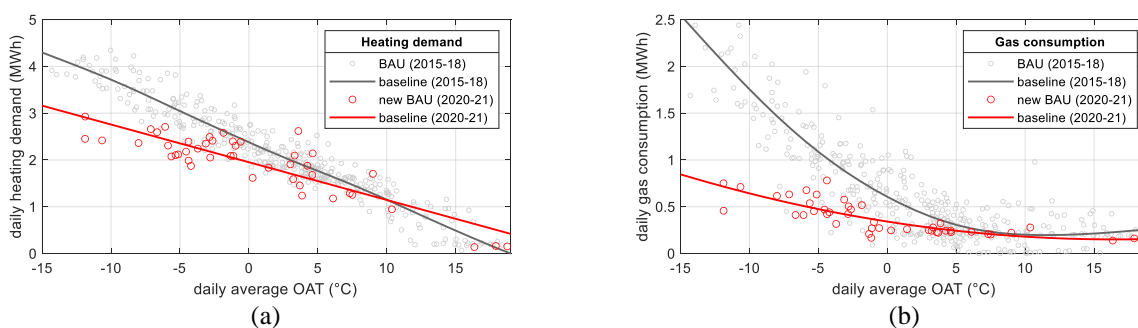 Heating demand
BAU (2015-18)
baseline (2015-18)
new BAU (2020-21)
baseline (2020-21)
daily heating demand (MWh)
5
4
3
2
1
0
-15
-10
-5
0
5
10
15
daily average OAT (°C)
(a)
Gas consumption
BAU (2015-18)
baseline (2015-18)
new BAU (2020-21)
baseline (2020-21)
daily gas consumption (MWh)
2.5
2
1.5
1
0.5
0
-15
-10
-5
0
5
10
15
daily average OAT (°C)
(b)